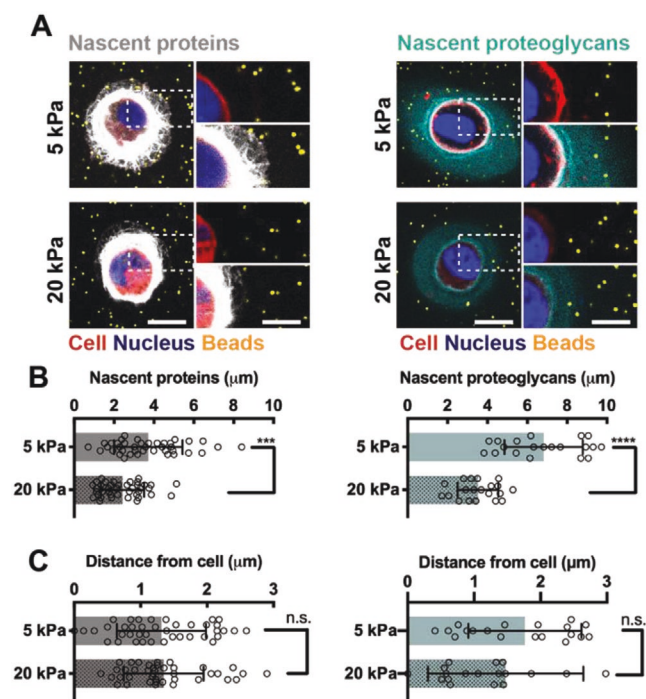 A
Nascent proteins
Nascent proteoglycans
5 kPa
5 kPa
20 kPa
20 kPa
Cell Nucleus Beads
Cell Nucleus Beads
B
Nascent proteins (μm)
Nascent proteoglycans (μm)
0 2 4 6 8 10
0 2 4 6 8 10
5 kPa
***
5 kPa
****
20 kPa
20 kPa
C
Distance from cell (μm)
Distance from cell (μm)
0 1 2 3
0 1 2 3
5 kPa
n.s.
5 kPa
n.s.
20 kPa
20 kPa